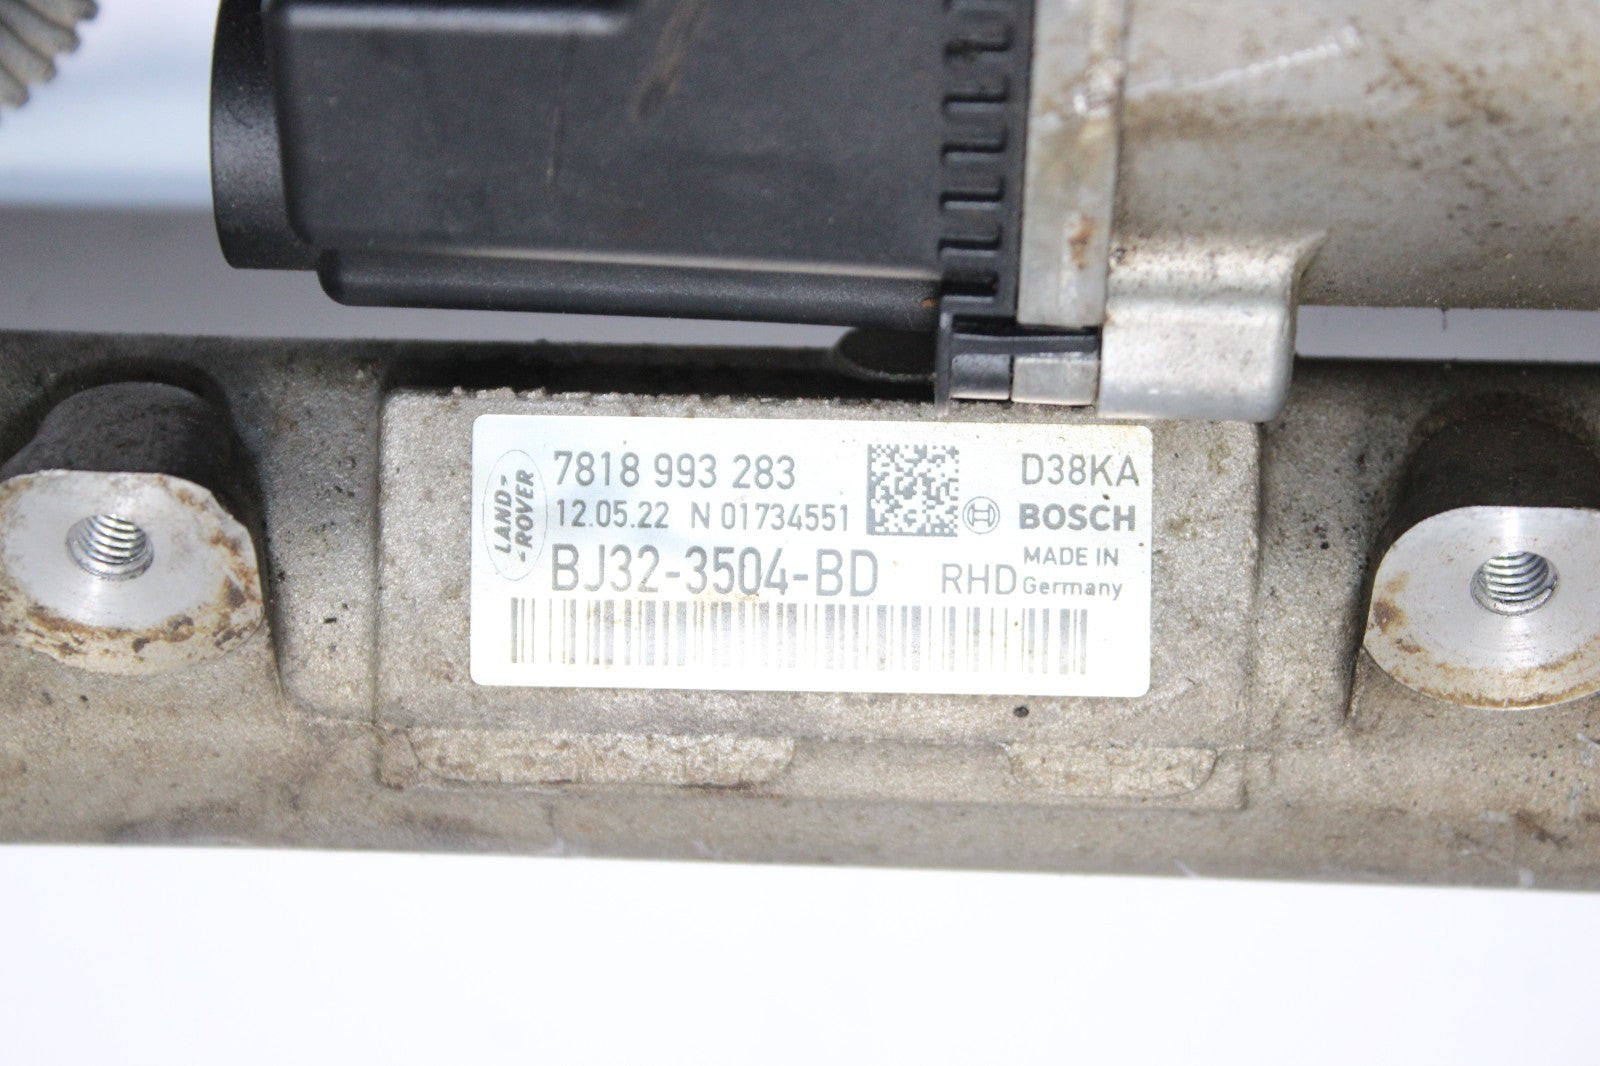 LAND-
-ROVER
7818 993 283
D38KA
12.05.22 N 01734551
BOSCH
BJ32-3504-BD
RHD
MADE IN
Germany